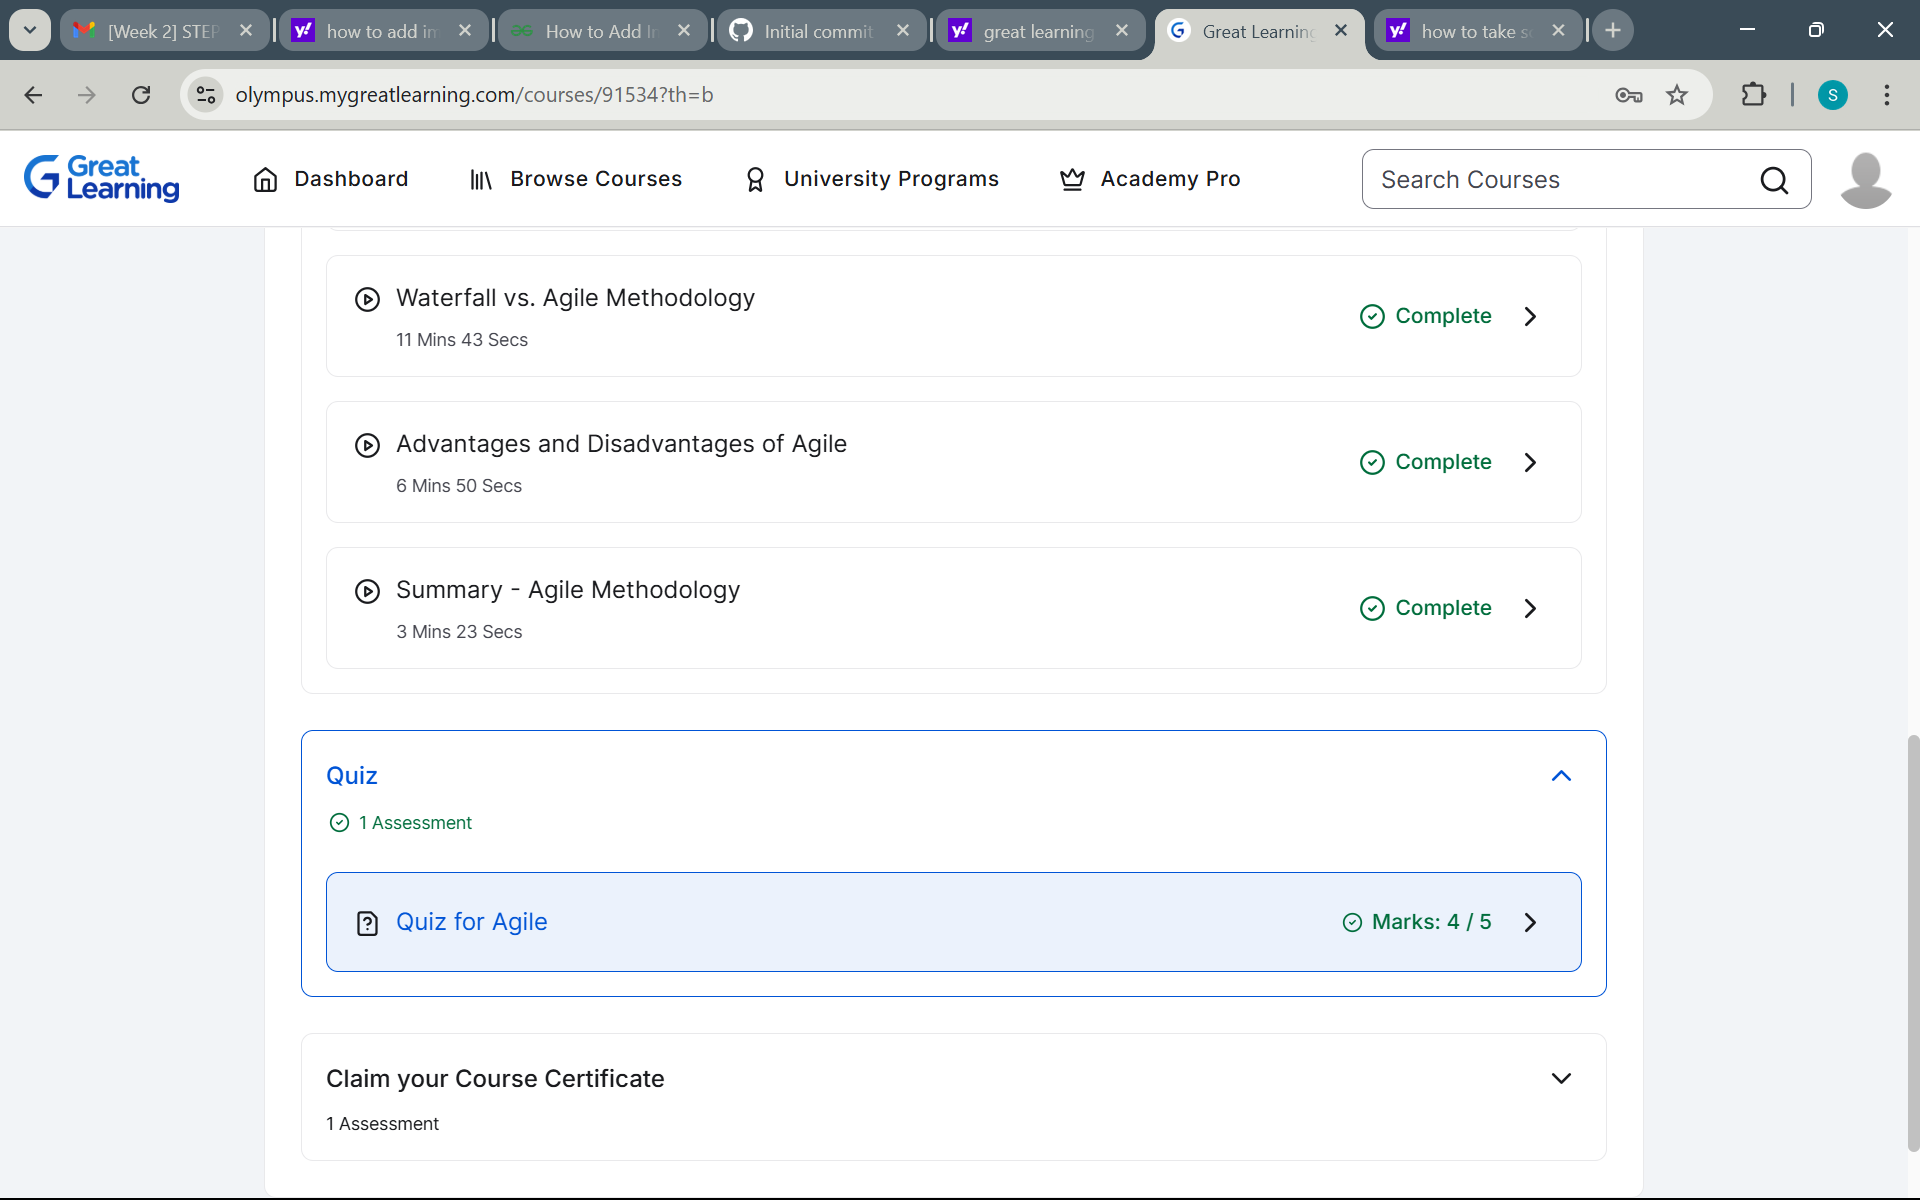 [Week 2] STEP
how to add im
How to Add In
Initial commit
great learning
Great Learning
how to take sc
olympus.mygreatlearning.com/courses/91534?th=b
S
Great Learning
Dashboard
Browse Courses
University Programs
Academy Pro
Search Courses
Waterfall vs. Agile Methodology
11 Mins 43 Secs
Complete
Advantages and Disadvantages of Agile
6 Mins 50 Secs
Complete
Summary - Agile Methodology
3 Mins 23 Secs
Complete
Quiz
1 Assessment
Quiz for Agile
Marks: 4 / 5
Claim your Course Certificate
1 Assessment